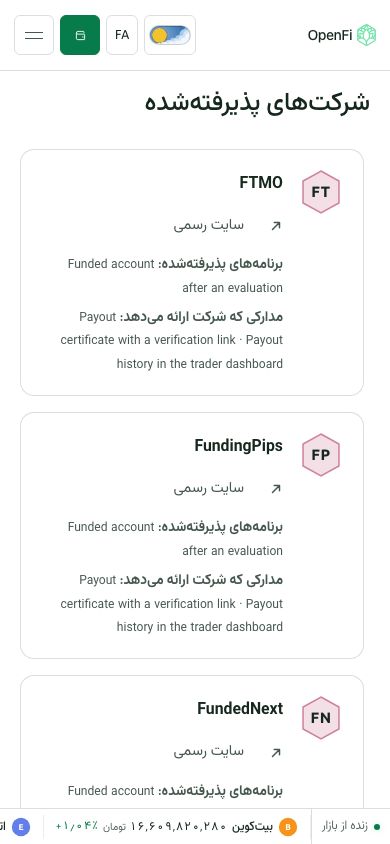 OpenFi
FA
شرکت‌های پذیرفته‌شده
FT
FTMO
سایت رسمی
برنامه‌های پذیرفته‌شده: Funded account
after an evaluation
مدارکی که شرکت ارائه می‌دهد: Payout
certificate with a verification link · Payout
history in the trader dashboard
FP
FundingPips
سایت رسمی
برنامه‌های پذیرفته‌شده: Funded account
after an evaluation
مدارکی که شرکت ارائه می‌دهد: Payout
certificate with a verification link · Payout
history in the trader dashboard
FN
FundedNext
سایت رسمی
برنامه‌های پذیرفته‌شده: Funded account
زنده از بازار B بیت‌کوین ۱۶,۶۰۹,۸۲۰,۲۸۰ تومان +۱٫۰۴٪ E